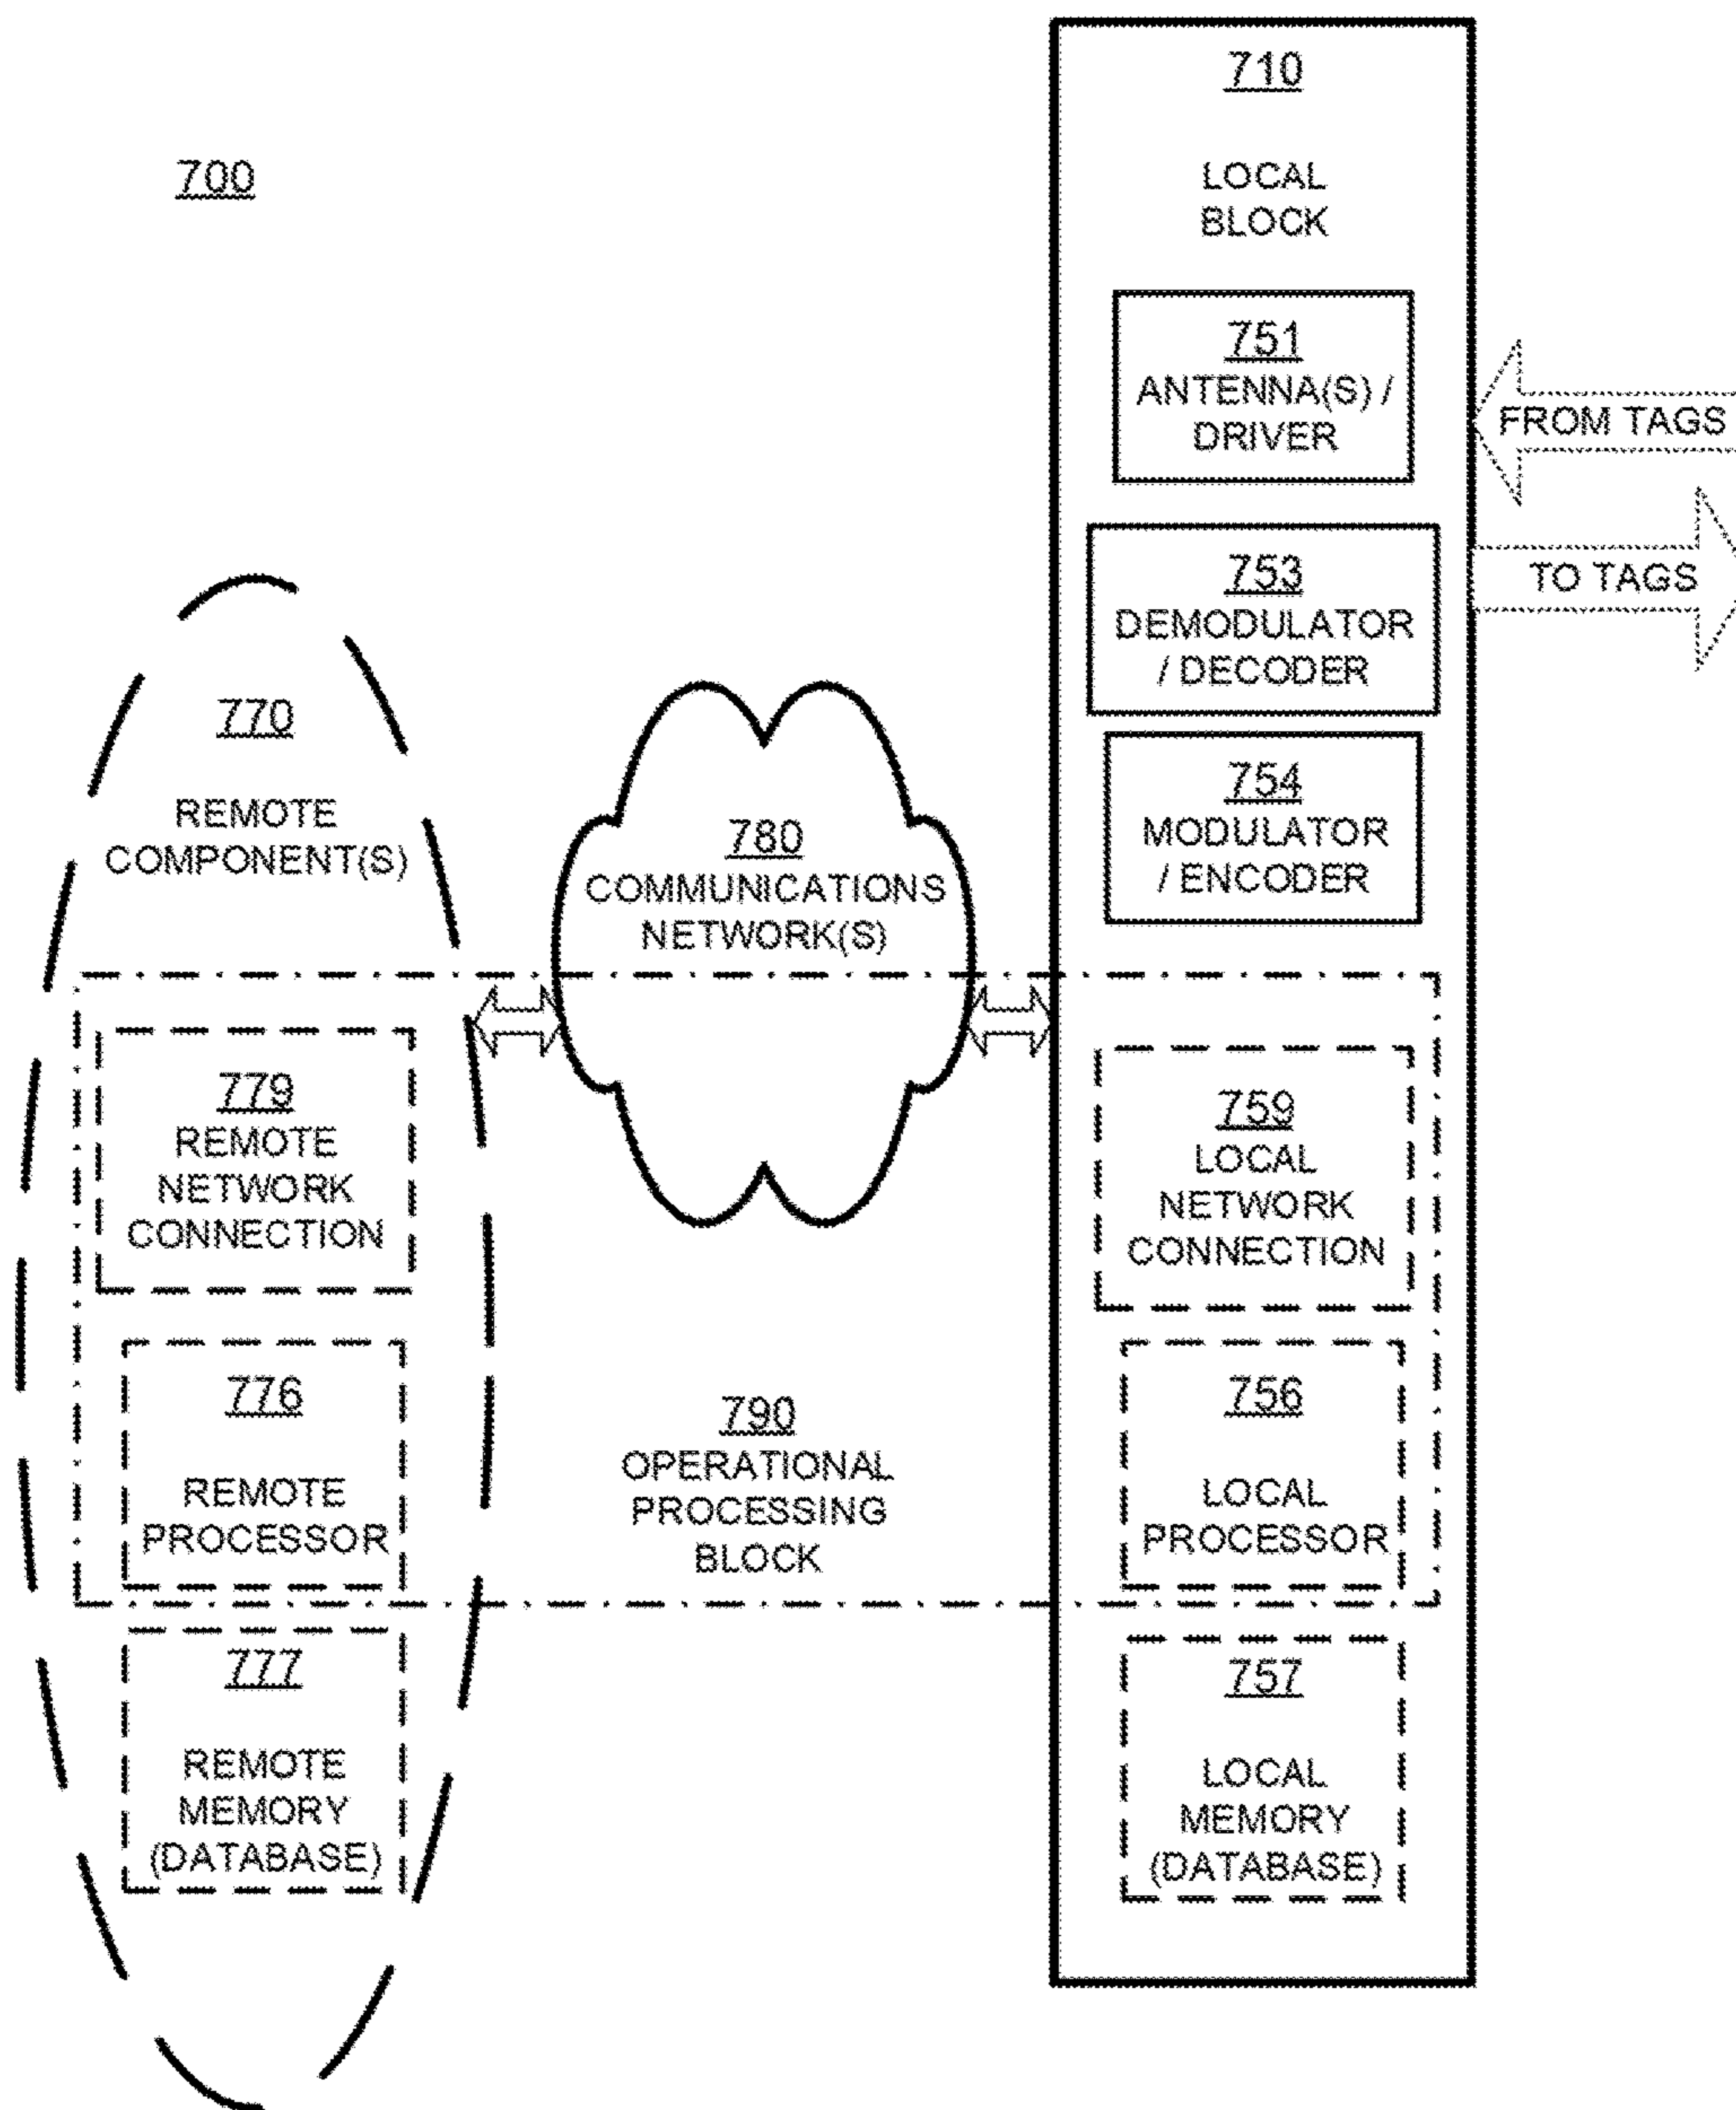 700
710
LOCAL
BLOCK
751
ANTENNA(S) /
DRIVER
FROM TAGS
753
DEMODULATOR
/ DECODER
TO TAGS
754
MODULATOR
/ ENCODER
770
REMOTE
COMPONENT(S)
780
COMMUNICATIONS
NETWORK(S)
779
REMOTE
NETWORK
CONNECTION
759
LOCAL
NETWORK
CONNECTION
776
REMOTE
PROCESSOR
790
OPERATIONAL
PROCESSING
BLOCK
756
LOCAL
PROCESSOR
777
REMOTE
MEMORY
(DATABASE)
757
LOCAL
MEMORY
(DATABASE)